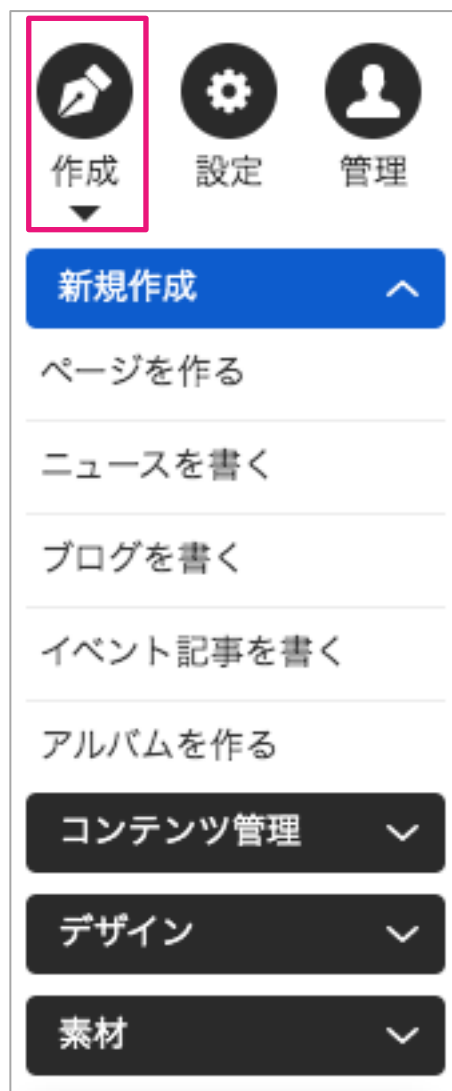 作成 設定 管理
新規作成
ページを作る
ニュースを書く
ブログを書く
イベント記事を書く
アルバムを作る
コンテンツ管理
デザイン
素材